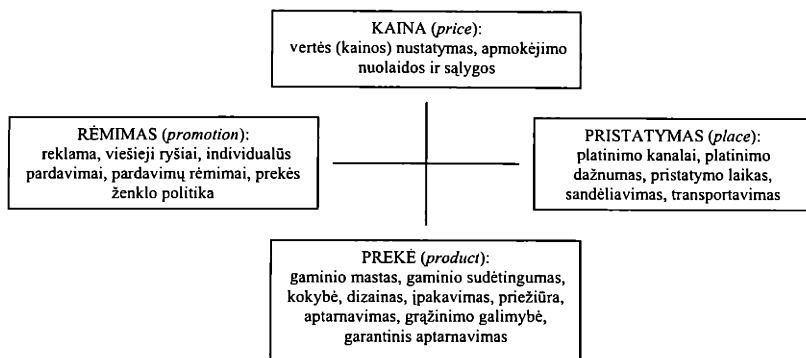 KAINA (price):
vertės (kainos) nustatymas, apmokėjimo
nuolaidos ir sąlygos
RĖMIMAS (promotion):
reklama, viešieji ryšiai, individualūs
pardavimai, pardavimų rėmimai, prekės
ženklo politika
PRISTATYMAS (place):
platinimo kanalai, platinimo
dažnumas, pristatymo laikas,
sandėliavimas, transportavimas
PREKĖ (product):
gaminio mastas, gaminio sudėtingumas,
kokybė, dizainas, įpakavimas, priežiūra,
aptarnavimas, grąžinimo galimybė,
garantinis aptarnavimas